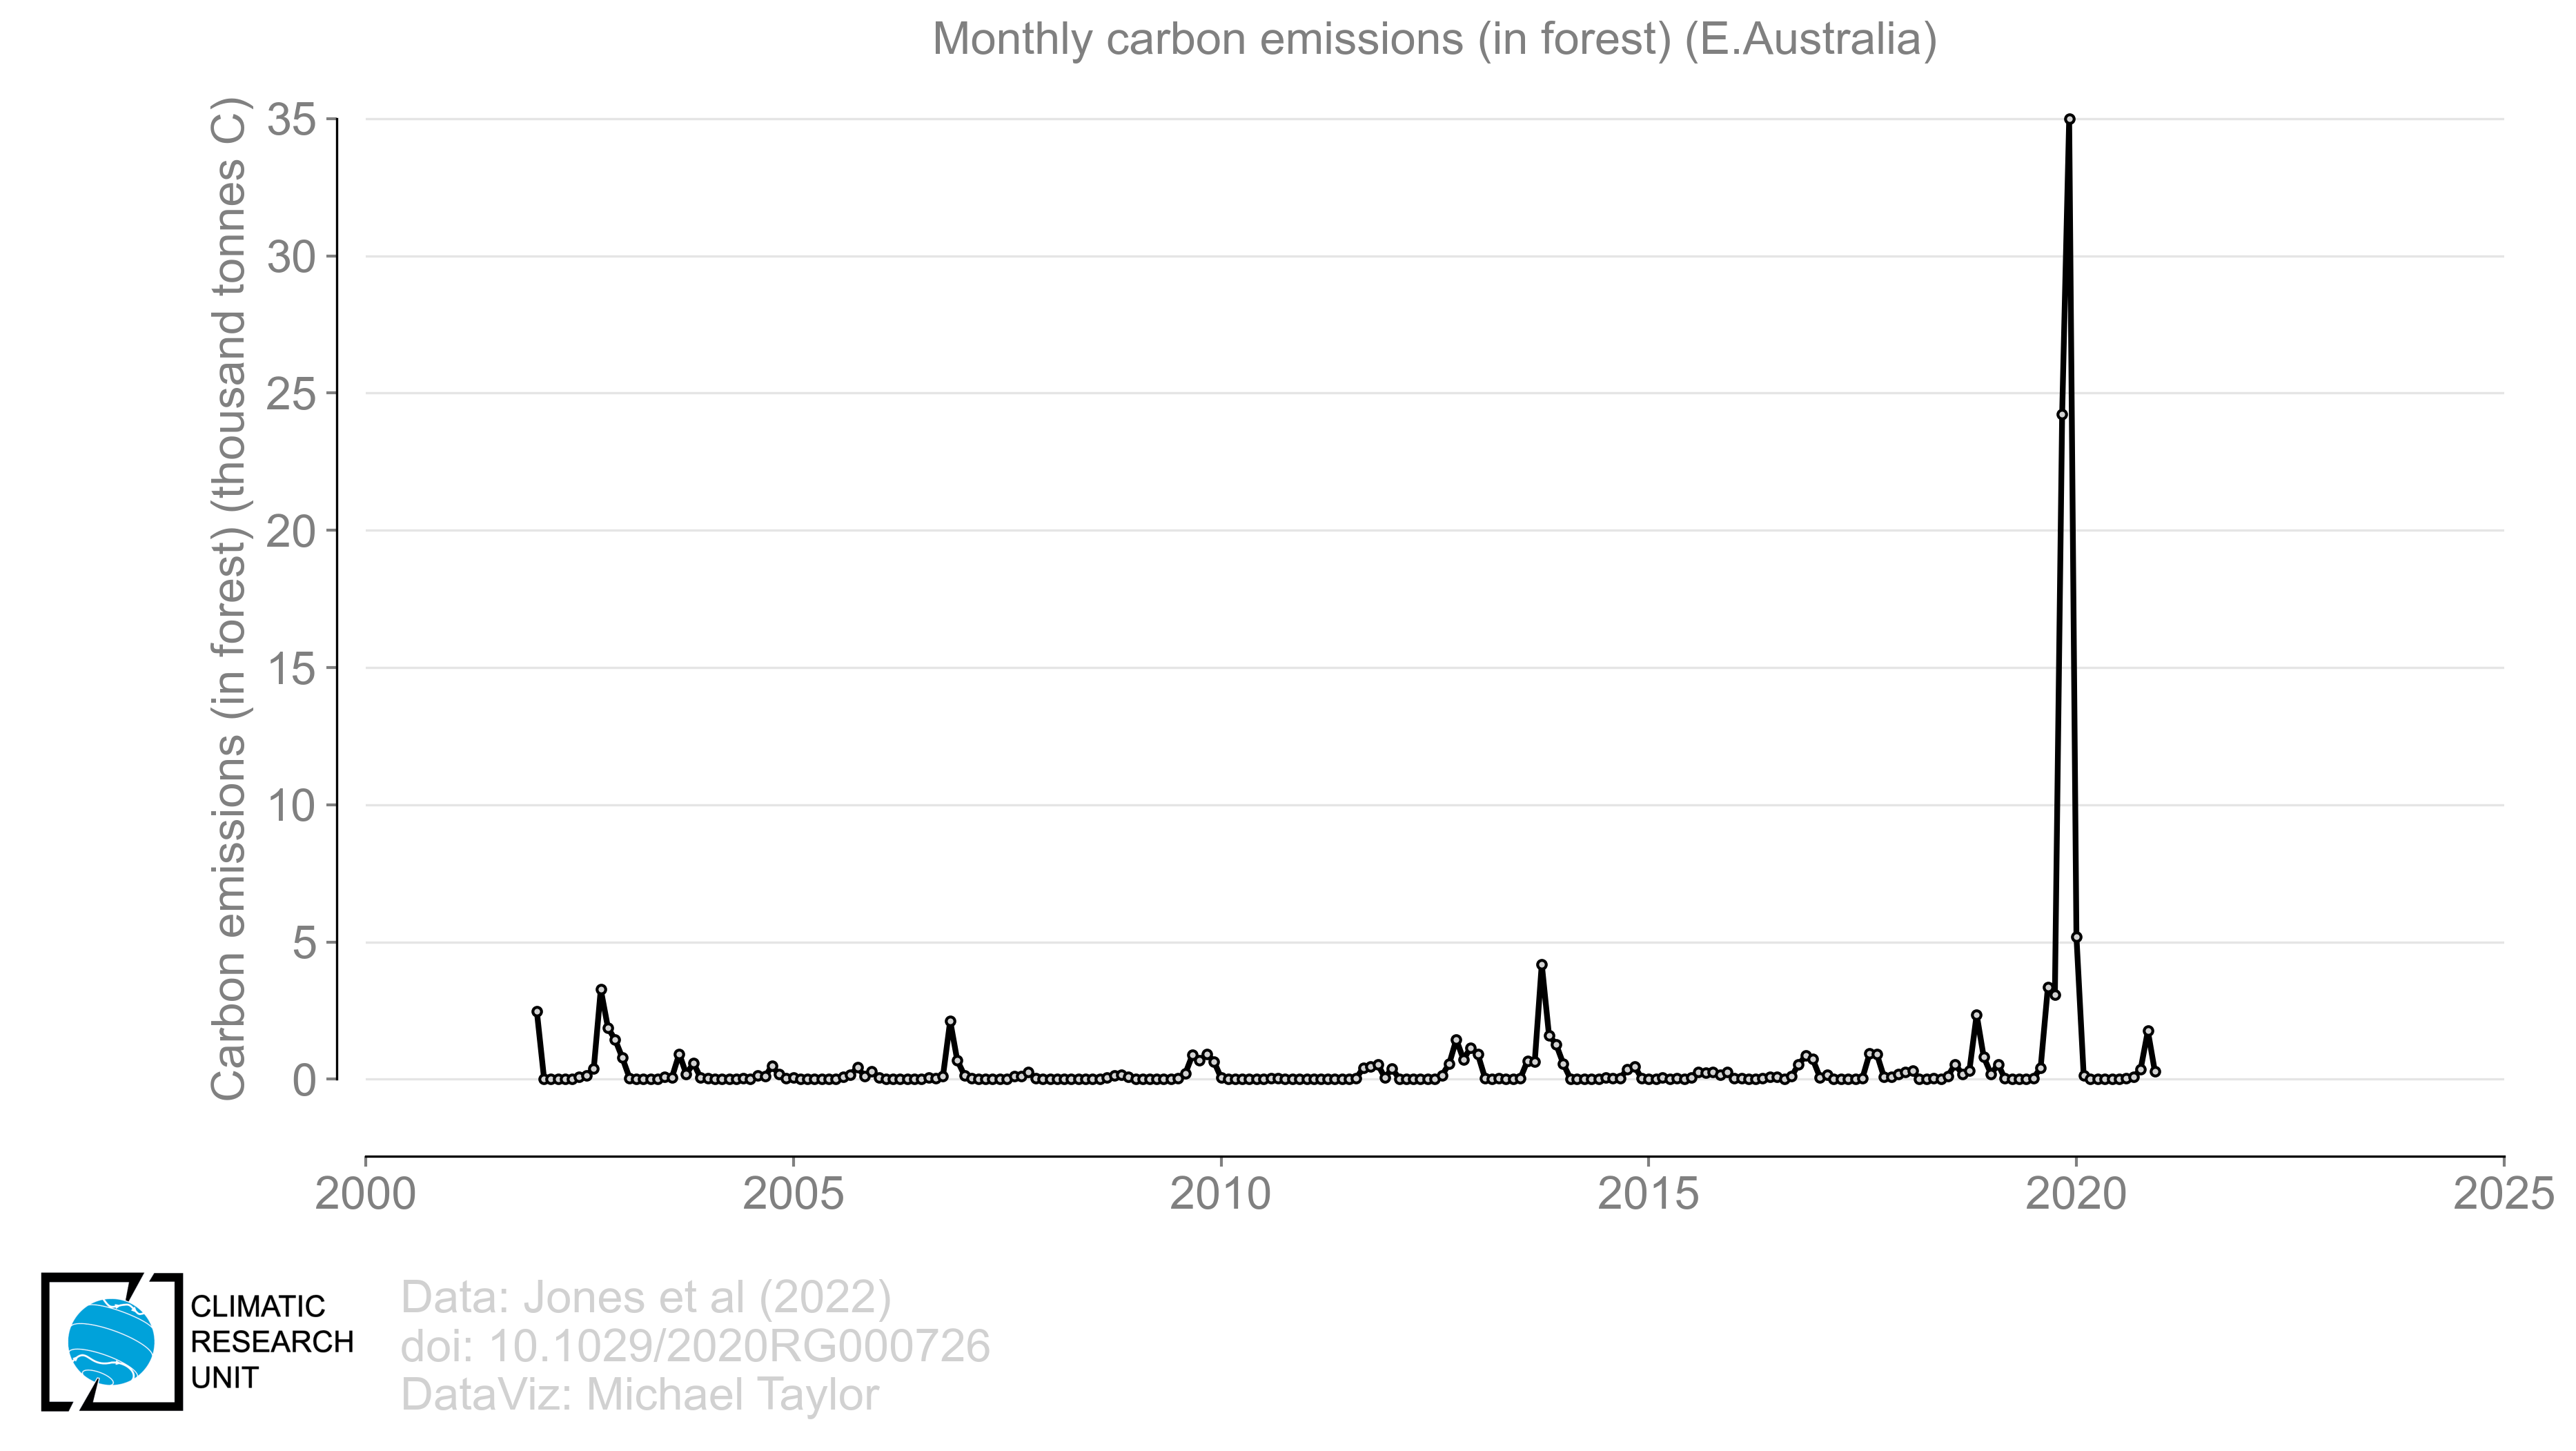 Monthly carbon emissions (in forest) (E.Australia)
Carbon emissions (in forest) (thousand tonnes C)
35
30
25
20
15
10
5
0
2000
2005
2010
2015
2020
2025
CLIMATIC
RESEARCH
UNIT
Data: Jones et al (2022)
doi: 10.1029/2020RG000726
DataViz: Michael Taylor